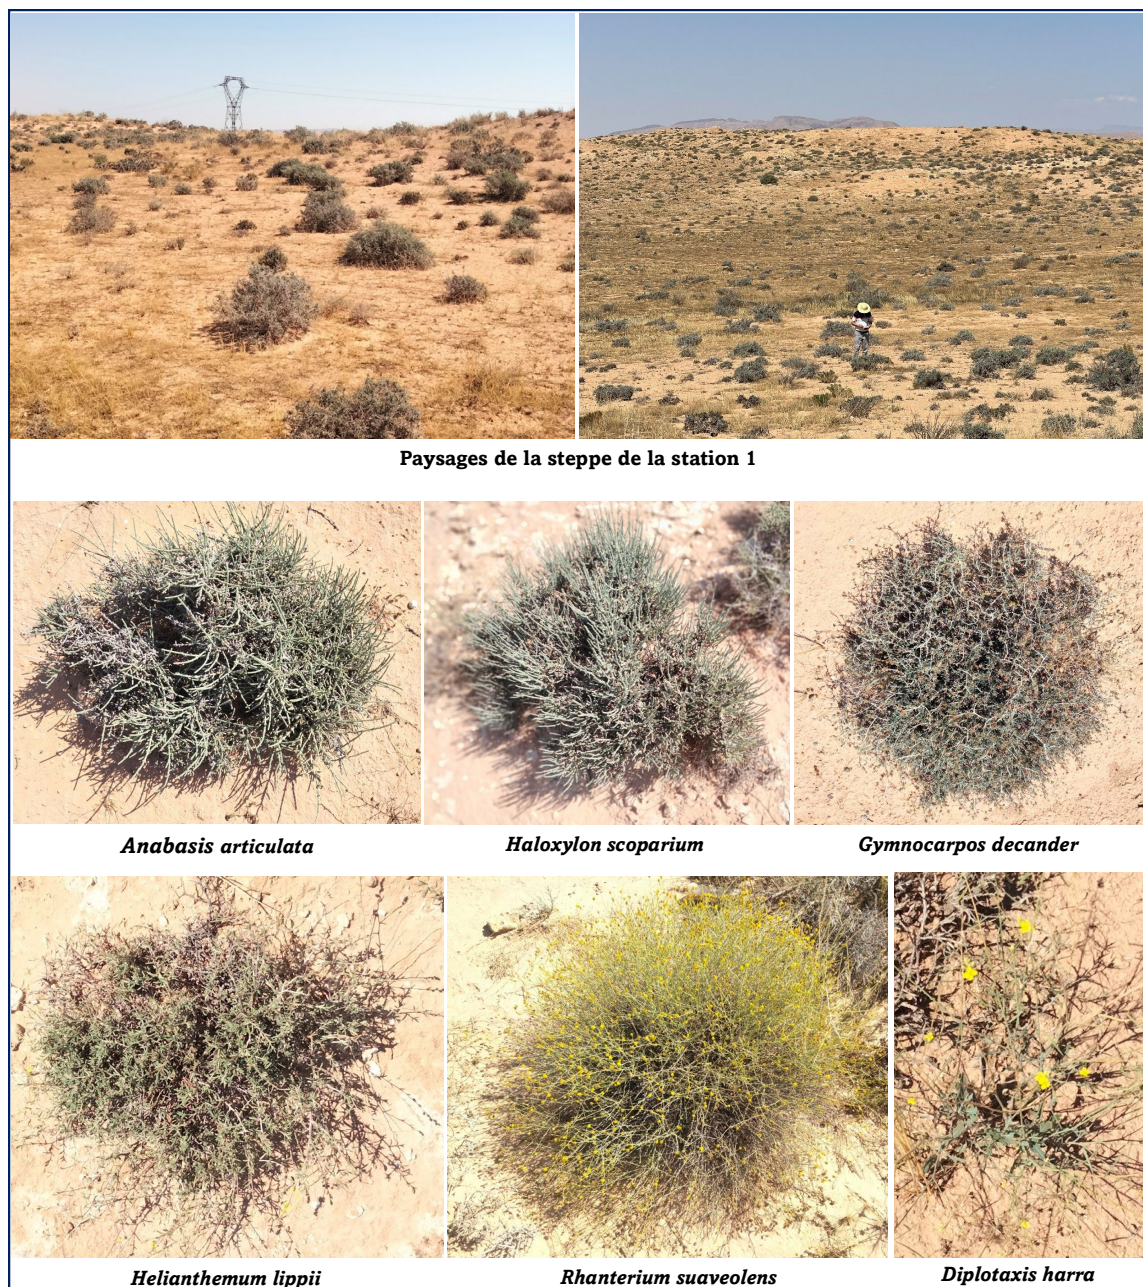 Paysages de la steppe de la station 1
Anabasis articulata
Haloxylon scoparium
Gymnocarpos decander
Helianthemum lippii
Rhanterium suaveolens
Diplotaxis harra